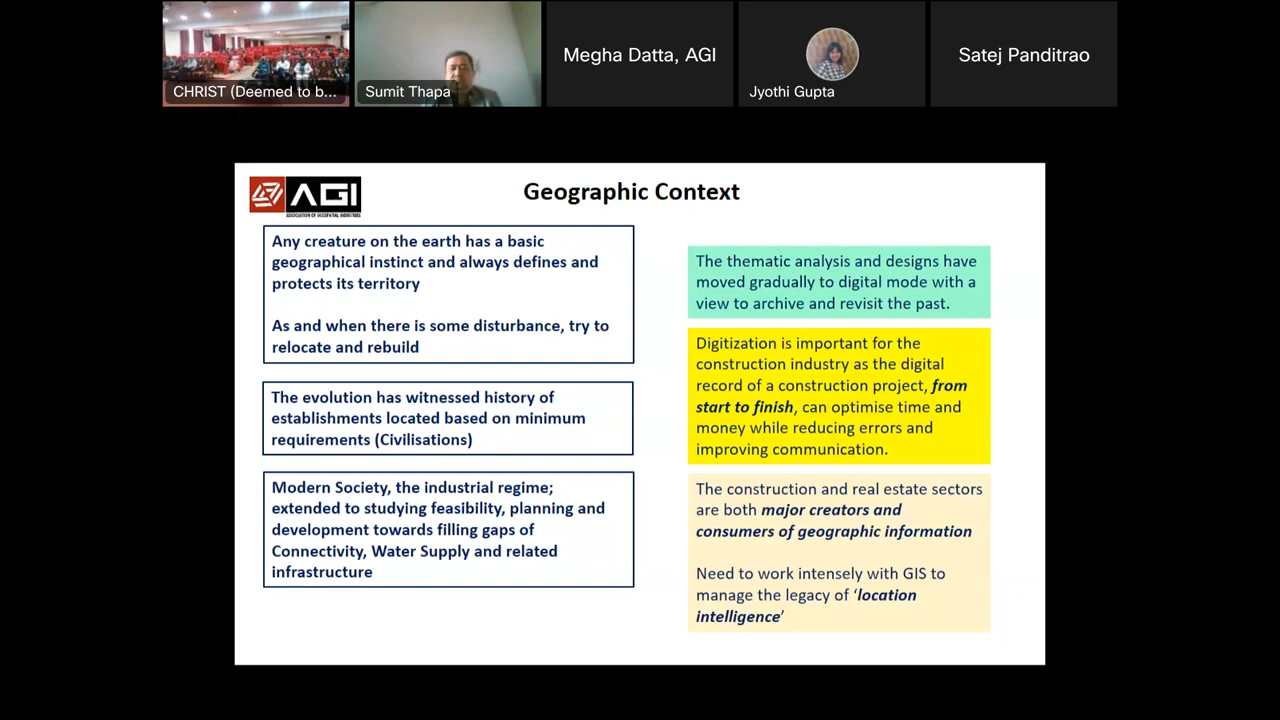 CHRIST (Deemed to b...
Sumit Thapa
Megha Datta, AGI
Jyothi Gupta
Satej Panditrao
AGI
ASSOCIATION OF GEOSPATIAL INDUSTRIES
Geographic Context
Any creature on the earth has a basic
geographical instinct and always defines and
protects its territory
As and when there is some disturbance, try to
relocate and rebuild
The evolution has witnessed history of
establishments located based on minimum
requirements (Civilisations)
Modern Society, the industrial regime;
extended to studying feasibility, planning and
development towards filling gaps of
Connectivity, Water Supply and related
infrastructure
The thematic analysis and designs have
moved gradually to digital mode with a
view to archive and revisit the past.
Digitization is important for the
construction industry as the digital
record of a construction project, from
start to finish, can optimise time and
money while reducing errors and
improving communication.
The construction and real estate sectors
are both major creators and
consumers of geographic information
Need to work intensely with GIS to
manage the legacy of ‘location
intelligence’